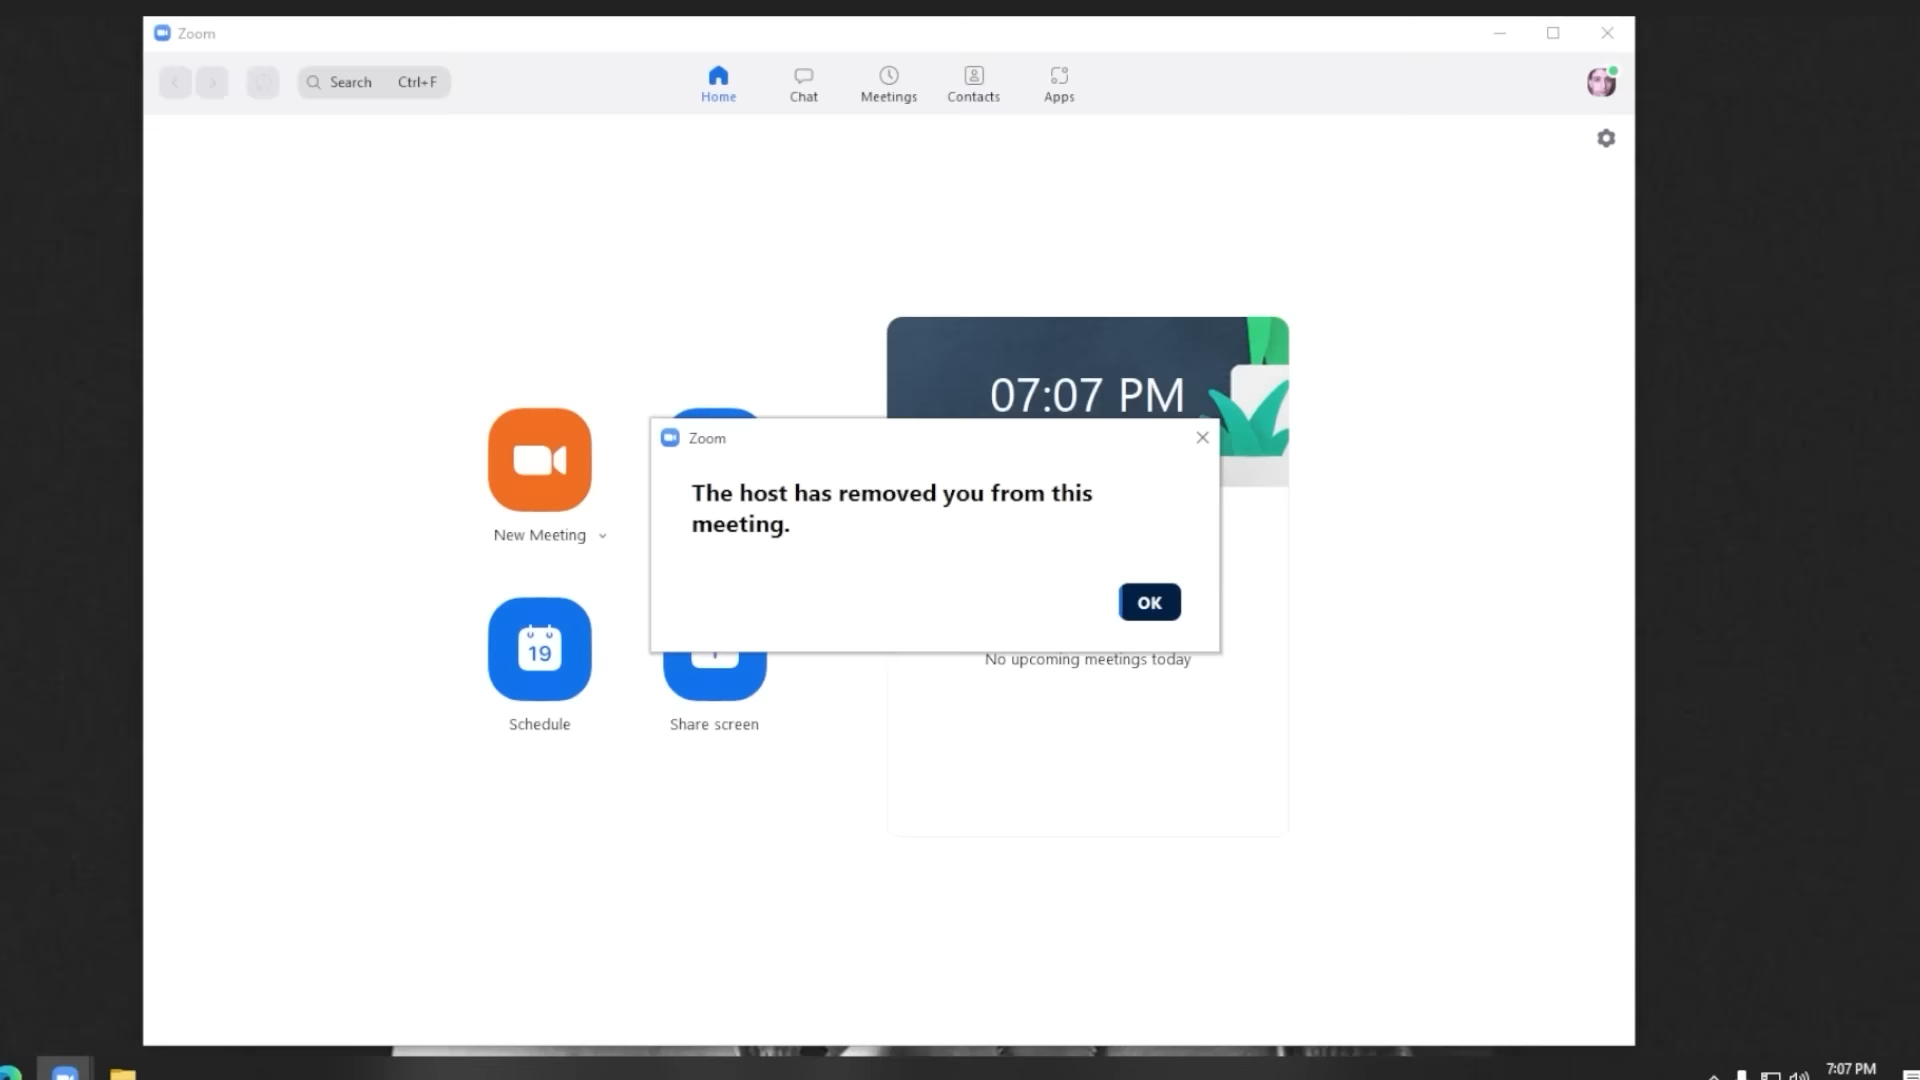 Zoom
Search Ctrl+F
Home
Chat
Meetings
Contacts
Apps
07:07 PM
Zoom
The host has removed you from this
meeting.
OK
New Meeting
19
No upcoming meetings today
Schedule
Share screen
7:07 PM